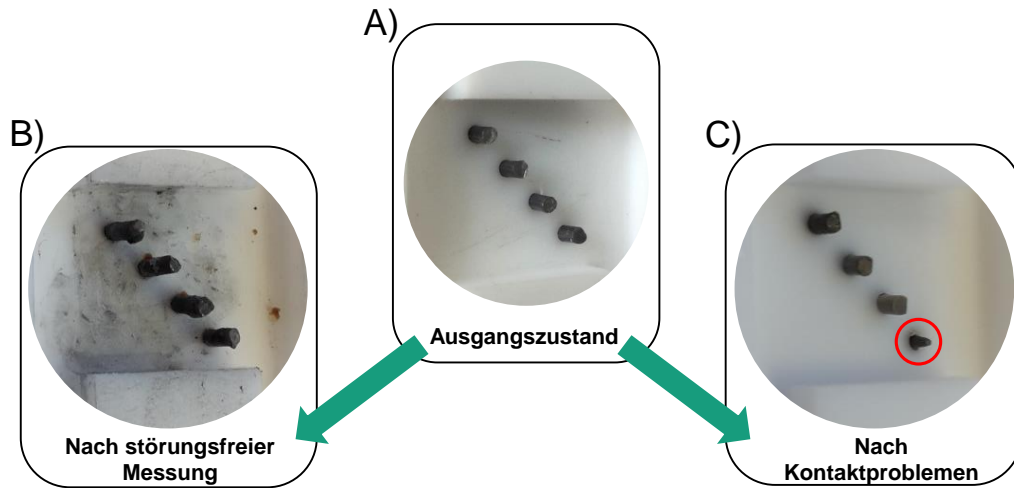 A)
Ausgangszustand
B)
Nach störungsfreier
Messung
C)
Nach
Kontaktproblemen